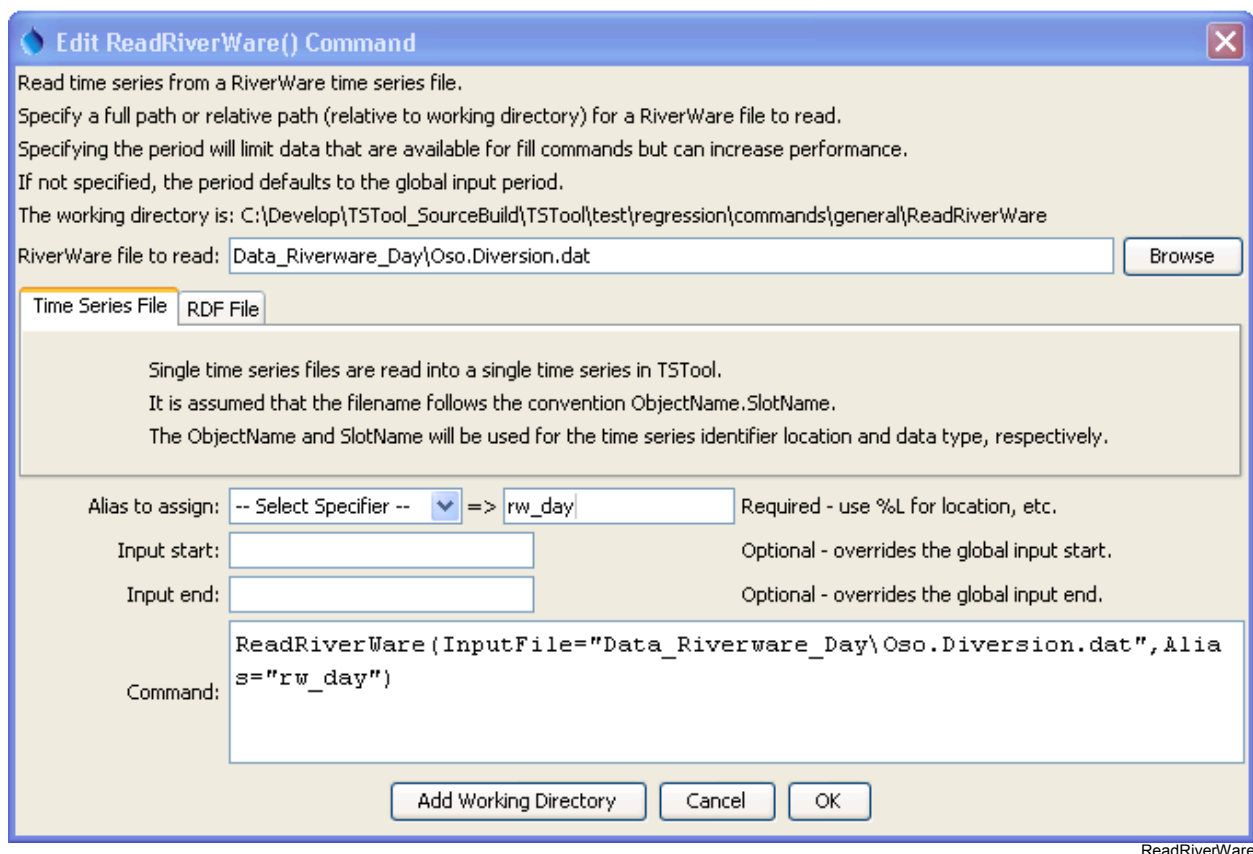 Edit ReadRiverWare() Command
Read time series from a RiverWare time series file.
Specify a full path or relative path (relative to working directory) for a RiverWare file to read.
Specifying the period will limit data that are available for fill commands but can increase performance.
If not specified, the period defaults to the global input period.
The working directory is: C:\Develop\TSTool_SourceBuild\TSTool\test\regression\commands\general\ReadRiverWare
RiverWare file to read: Data_Riverware_Day\Oso.Diversion.dat Browse
Time Series File RDF File
Single time series files are read into a single time series in TSTool.
It is assumed that the filename follows the convention ObjectName.SlotName.
The ObjectName and SlotName will be used for the time series identifier location and data type, respectively.
Alias to assign: -- Select Specifier -- => rw_day Required - use %L for location, etc.
Input start: Optional - overrides the global input start.
Input end: Optional - overrides the global input end.
Command: ReadRiverWare(InputFile="Data_Riverware_Day\Oso.Diversion.dat",Alia
s="rw_day")
Add Working Directory Cancel OK
ReadRiverWare